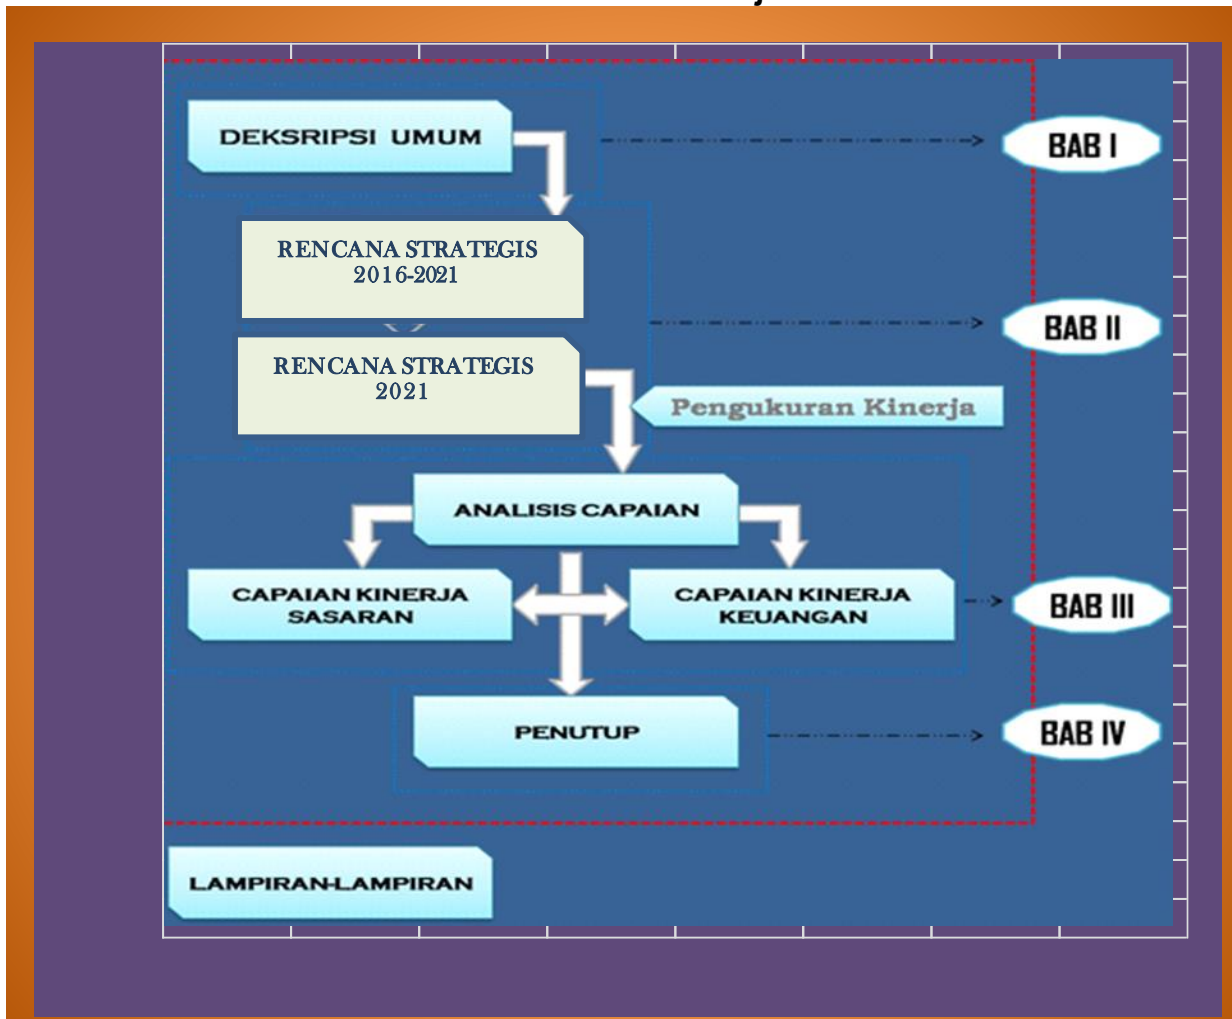 DEKSRIPSI UMUM
BAB I
RENCANA STRATEGIS
2016-2021
BAB II
RENCANA STRATEGIS
2021
Pengukuran Kinerja
ANALISIS CAPAIAN
CAPAIAN KINERJA
SASARAN
CAPAIAN KINERJA
KEUANGAN
BAB III
PENUTUP
BAB IV
LAMPIRAN-LAMPIRAN